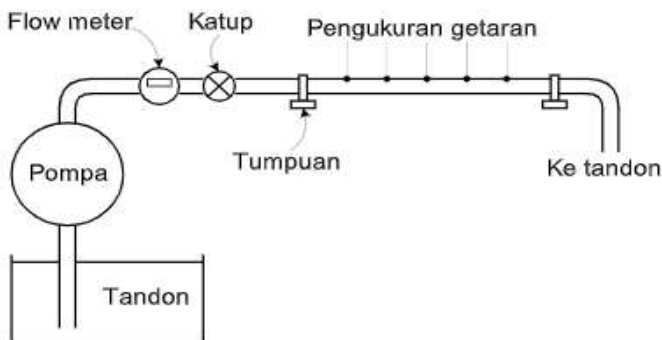 Flow meter
Katup
Pengukuran getaran
Tumpuan
Ke tandon
Pompa
Tandon